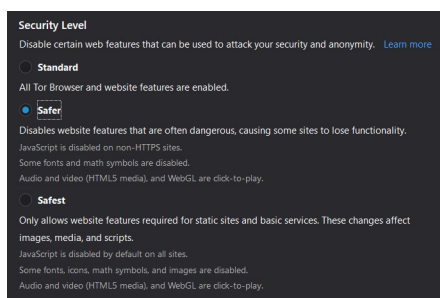 Security Level
Disable certain web features that can be used to attack your security and anonymity. Learn more
Standard
All Tor Browser and website features are enabled.
Safer
Disables website features that are often dangerous, causing some sites to lose functionality.
JavaScript is disabled on non-HTTPS sites.
Some fonts and math symbols are disabled.
Audio and video (HTML5 media), and WebGL are click-to-play.
Safest
Only allows website features required for static sites and basic services. These changes affect
images, media, and scripts.
JavaScript is disabled by default on all sites.
Some fonts, icons, math symbols, and images are disabled.
Audio and video (HTML5 media), and WebGL are click-to-play.